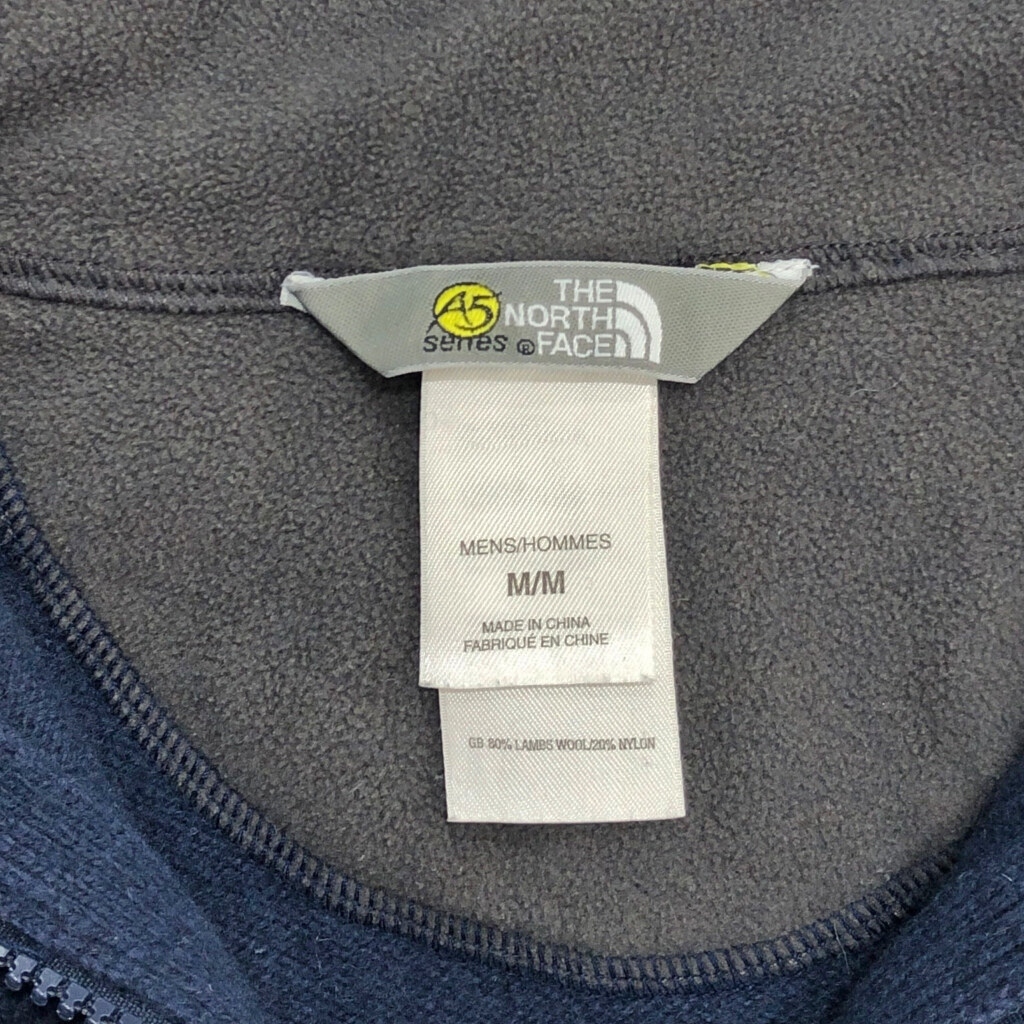 A5
series ®
THE
NORTH
FACE
MENS/HOMMES
M/M
MADE IN CHINA
FABRIQUÉ EN CHINE
GB 80% LAMBS WOOL/20% NYLON